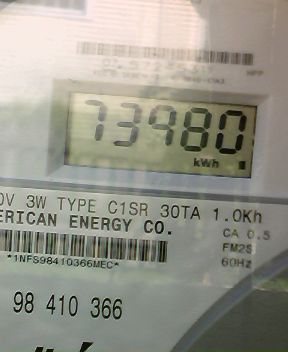 73980
kWh
0V 3W TYPE C1SR 30TA 1.0Kh
ERICAN ENERGY CO.
CA 0.5
FM2S
*1NFS98410366MEC*
60Hz
98 410 366